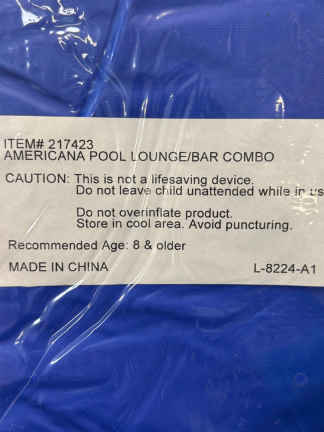 ITEM# 217423
AMERICANA POOL LOUNGE/BAR COMBO
CAUTION: This is not a lifesaving device.
Do not leave child unattended while in us
Do not overinflate product.
Store in cool area. Avoid puncturing.
Recommended Age: 8 & older
MADE IN CHINA L-8224-A1